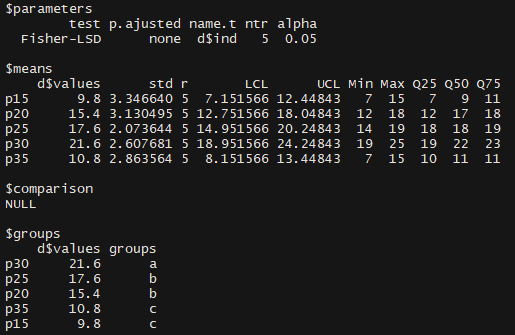 $parameters
        test p.ajusted name.t ntr alpha
  Fisher-LSD      none  d$ind   5  0.05

$means
    d$values      std r       LCL      UCL Min Max Q25 Q50 Q75
p15      9.8 3.346640 5  7.151566 12.44843   7  15   7   9  11
p20     15.4 3.130495 5 12.751566 18.04843  12  18  12  17  18
p25     17.6 2.073644 5 14.951566 20.24843  14  19  18  18  19
p30     21.6 2.607681 5 18.951566 24.24843  19  25  19  22  23
p35     10.8 2.863564 5  8.151566 13.44843   7  15  10  11  11

$comparison
NULL

$groups
    d$values groups
p30     21.6      a
p25     17.6      b
p20     15.4      b
p35     10.8      c
p15      9.8      c